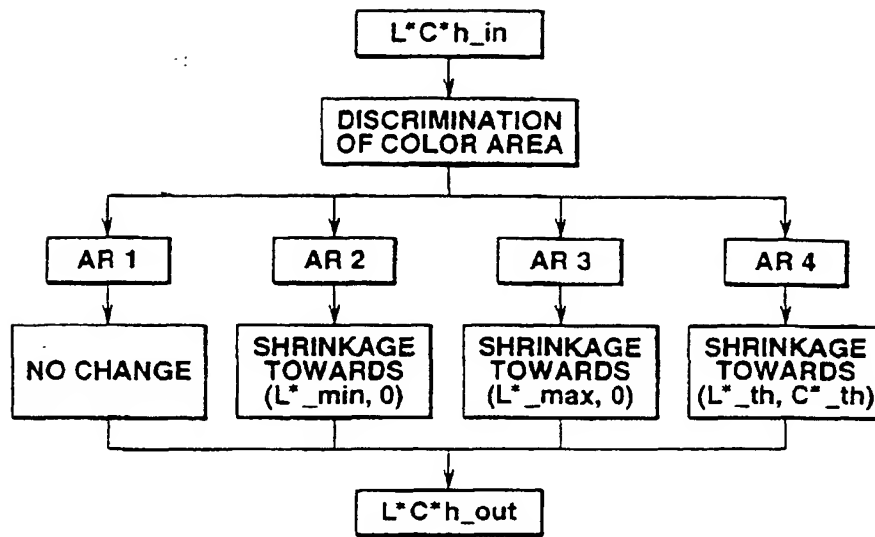 L*C*h_in
DISCRIMINATION
OF COLOR AREA
AR 1
AR 2
AR 3
AR 4
NO CHANGE
SHRINKAGE
TOWARDS
(L*_min, 0)
SHRINKAGE
TOWARDS
(L*_max, 0)
SHRINKAGE
TOWARDS
(L*_th, C*_th)
L*C*h_out